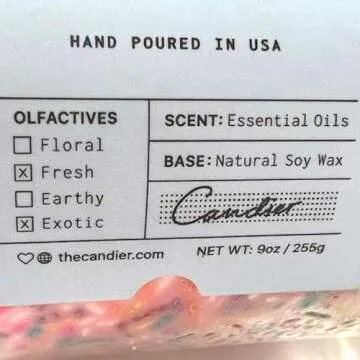 HAND POURED IN USA
OLFACTIVES
Floral
x Fresh
Earthy
x Exotic
SCENT: Essential Oils
BASE: Natural Soy Wax
Candier
thecandier.com
NET WT: 9oz / 255g